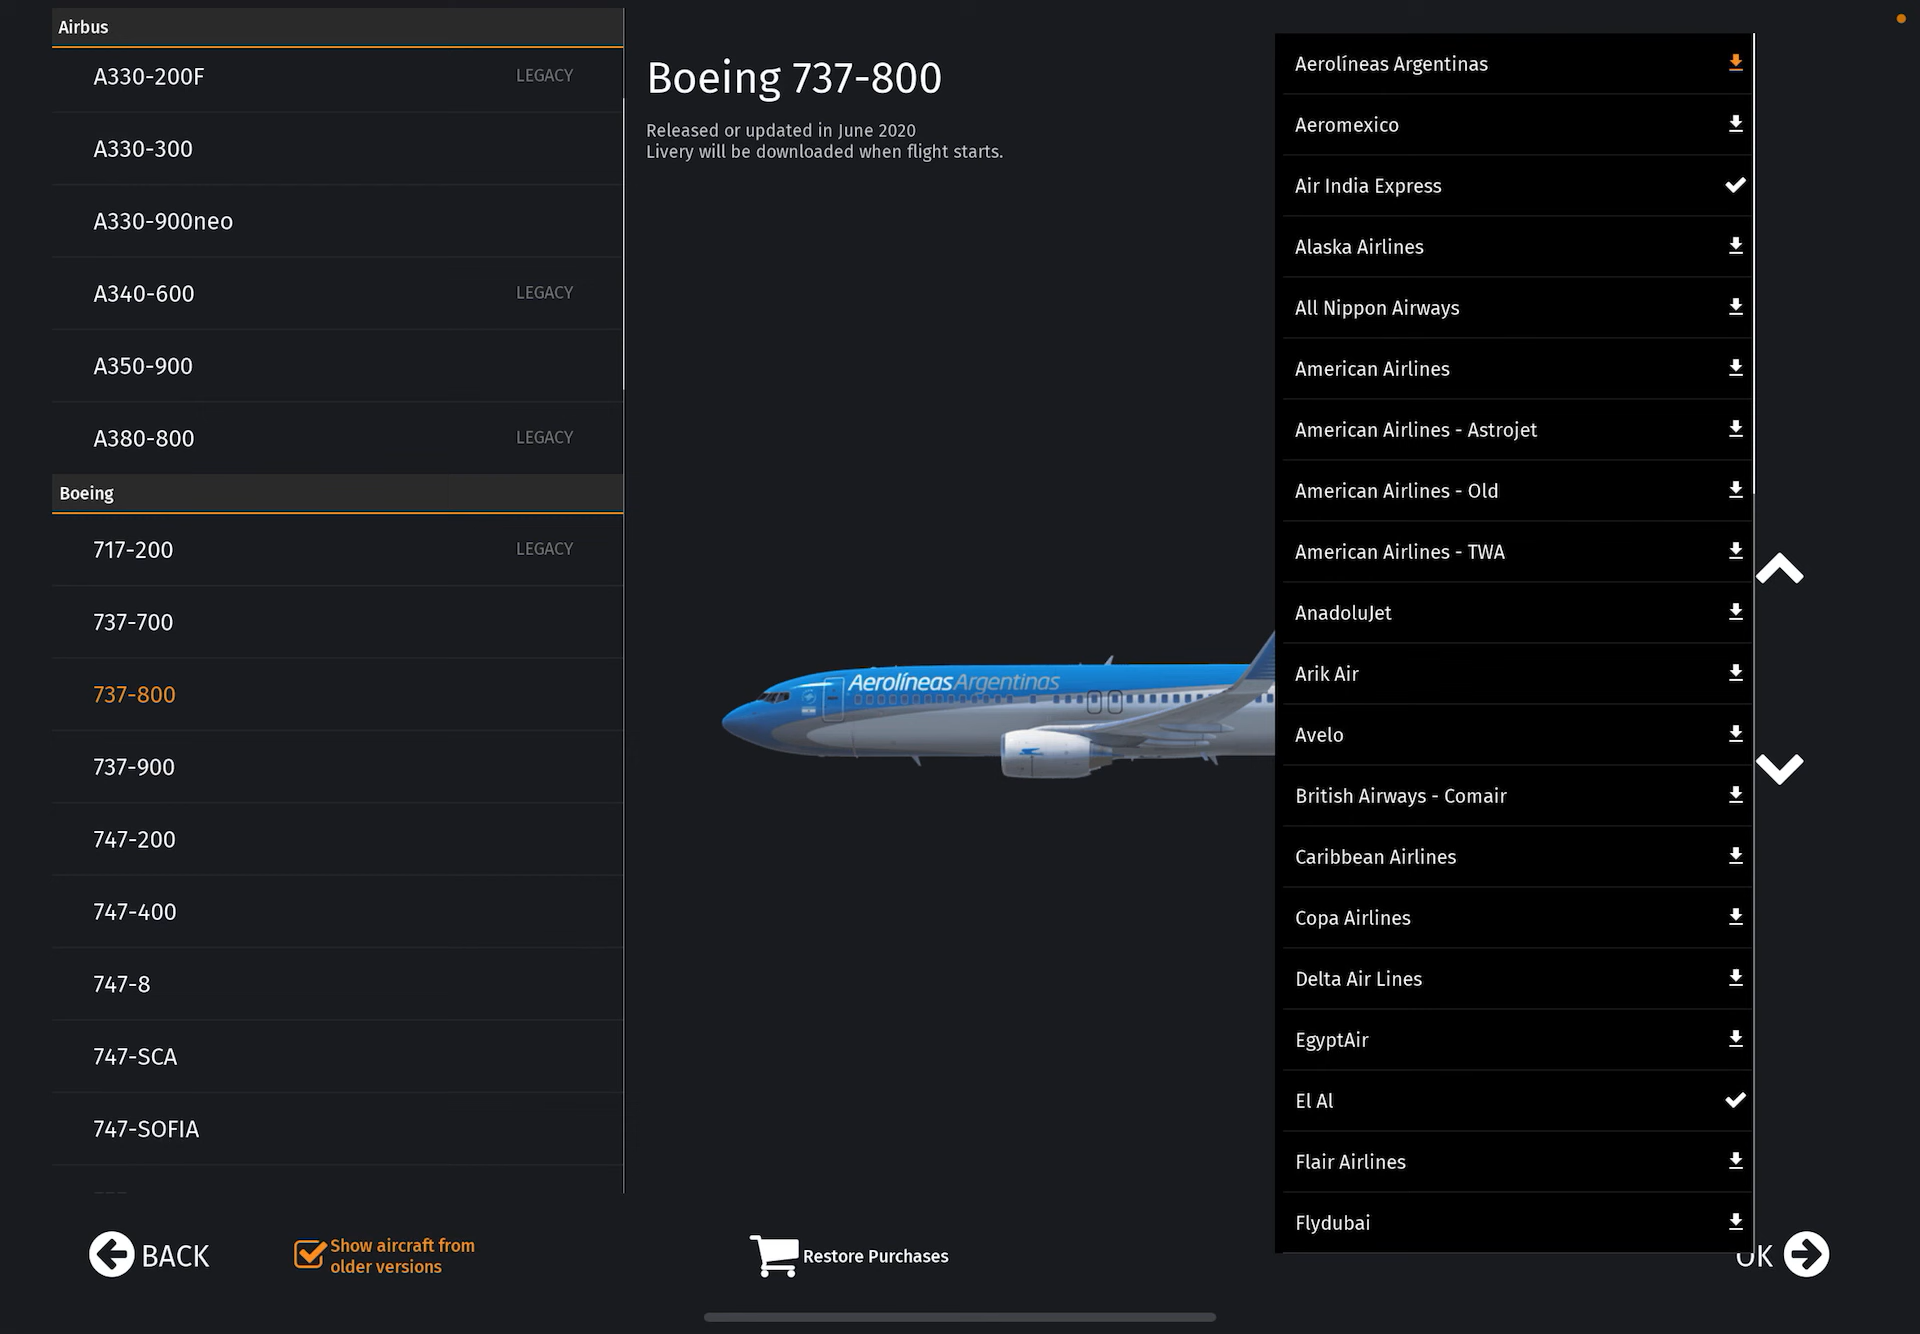 Airbus
A330-200F LEGACY
A330-300
A330-900neo
A340-600 LEGACY
A350-900
A380-800 LEGACY
Boeing
717-200 LEGACY
737-700
737-800
737-900
747-200
747-400
747-8
747-SCA
747-SOFIA
BACK
Show aircraft from
older versions
Boeing 737-800
Released or updated in June 2020
Livery will be downloaded when flight starts.
Aerolíneas Argentinas
Restore Purchases
Aerolíneas Argentinas
Aeromexico
Air India Express
Alaska Airlines
All Nippon Airways
American Airlines
American Airlines - Astrojet
American Airlines - Old
American Airlines - TWA
AnadoluJet
Arik Air
Avelo
British Airways - Comair
Caribbean Airlines
Copa Airlines
Delta Air Lines
EgyptAir
El Al
Flair Airlines
Flydubai
OK